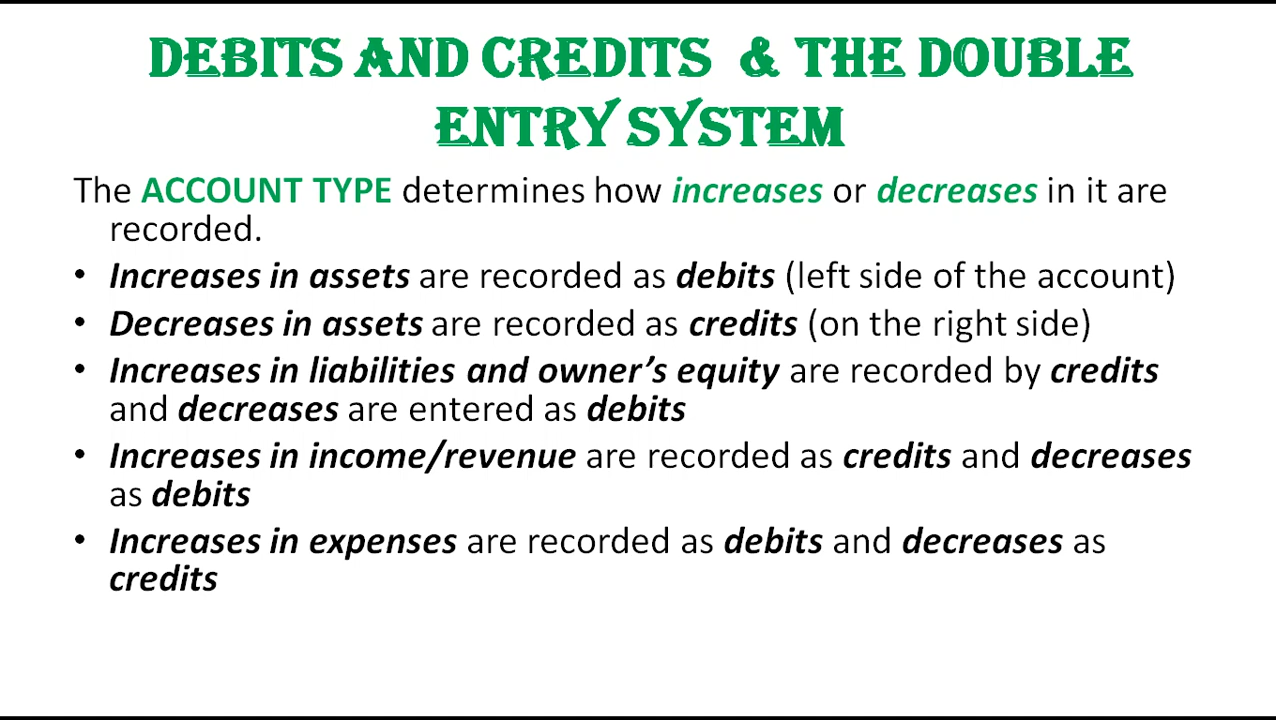 DEBITS AND CREDITS & THE DOUBLE
ENTRY SYSTEM
The ACCOUNT TYPE determines how increases or decreases in it are
recorded.
• Increases in assets are recorded as debits (left side of the account)
• Decreases in assets are recorded as credits (on the right side)
• Increases in liabilities and owner’s equity are recorded by credits
and decreases are entered as debits
• Increases in income/revenue are recorded as credits and decreases
as debits
• Increases in expenses are recorded as debits and decreases as
credits